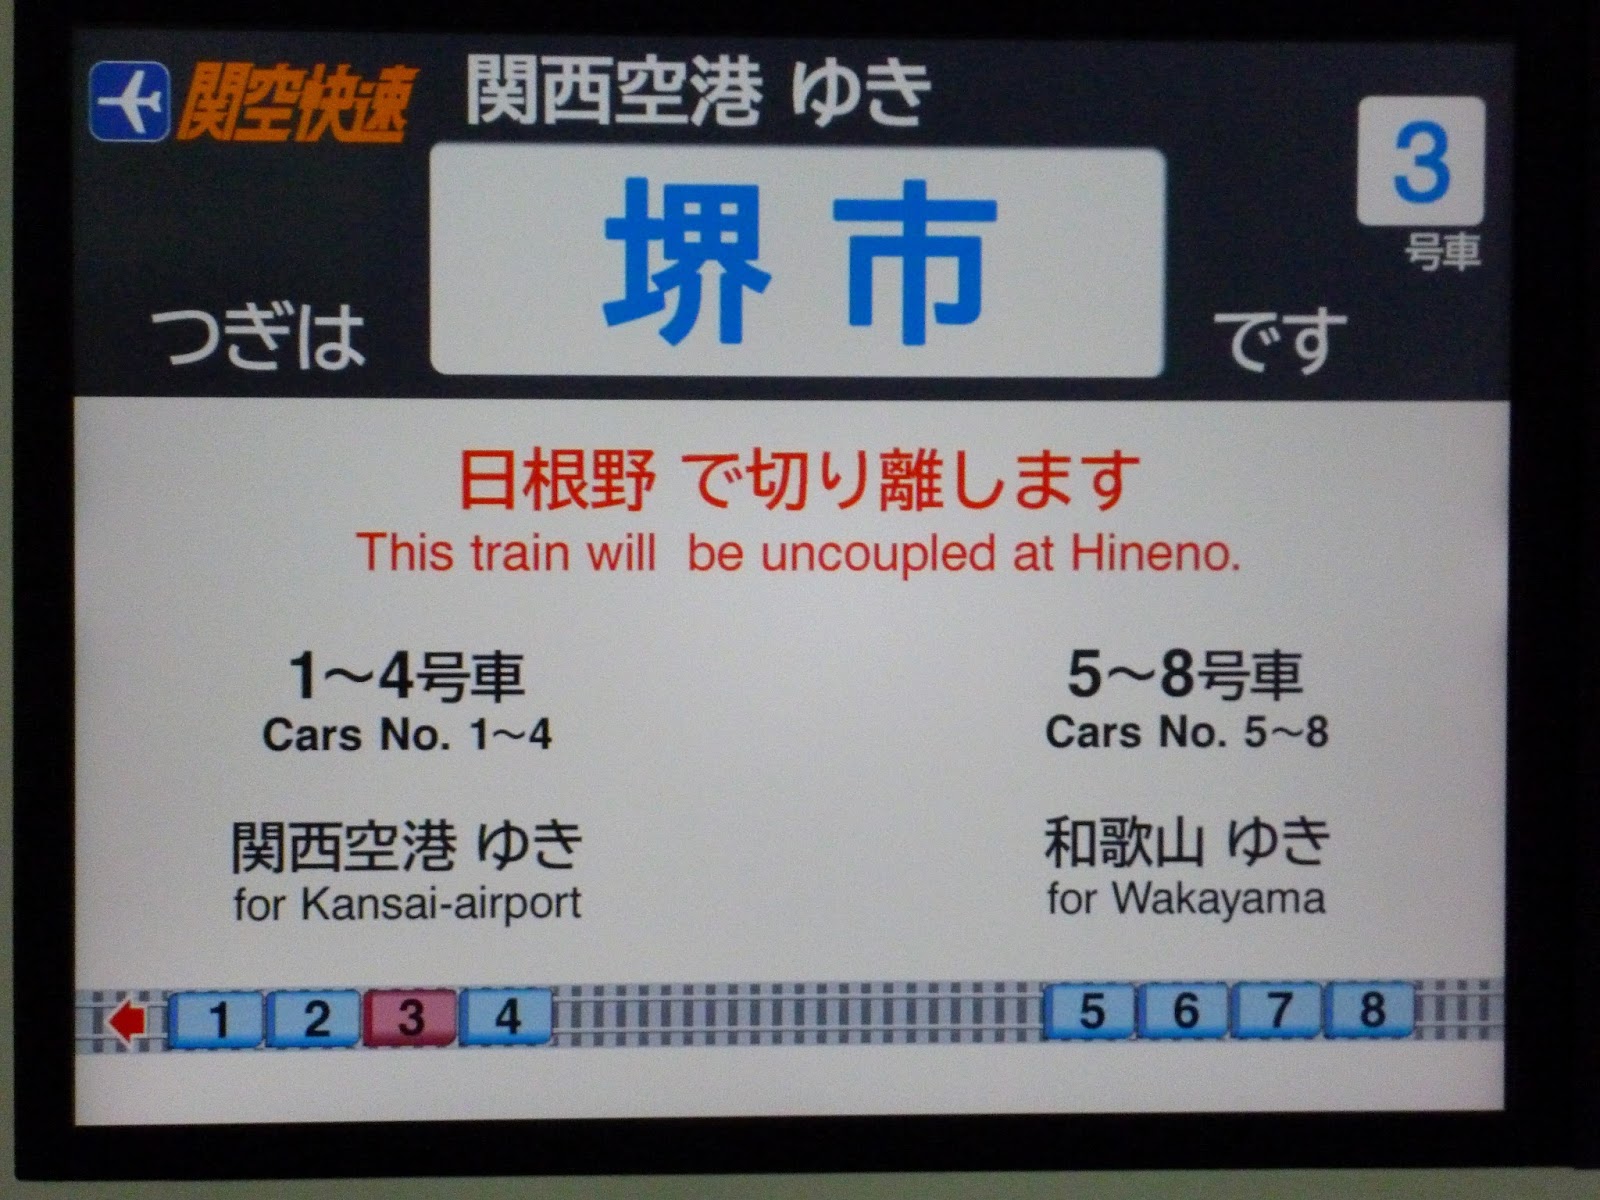 関空快速 関西空港 ゆき
3
号車
つぎは 堺市 です
日根野 で切り離します
This train will be uncoupled at Hineno.
1〜4号車 5〜8号車
Cars No. 1〜4 Cars No. 5〜8
関西空港 ゆき 和歌山 ゆき
for Kansai-airport for Wakayama
1 2 3 4 5 6 7 8